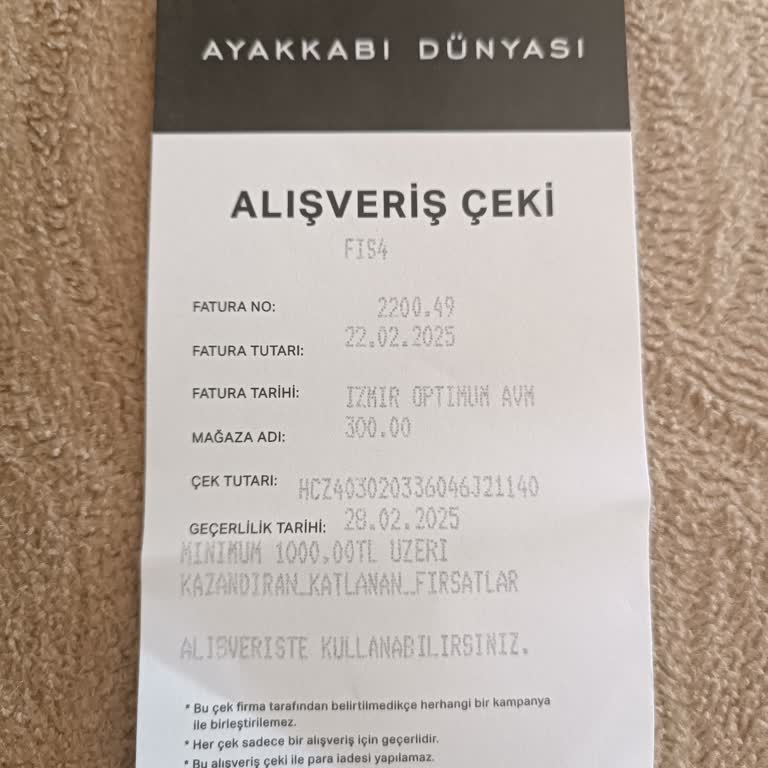 AYAKKABI DÜNYASI
ALIŞVERİŞ ÇEKİ
FIS4
FATURA NO: 2200.49
22.02.2025
FATURA TUTARI:
FATURA TARİHİ: IZMIR OPTIMUM AVM
300.00
MAĞAZA ADI:
ÇEK TUTARI: HCZ403020336046J21140
GEÇERLİLİK TARİHİ: 28.02.2025
MINIMUM 1000.00TL UZERI
KAZANDIRAN_KATLANAN_FIRSATLAR
ALISVERISTE KULLANABILIRSINIZ.
* Bu çek firma tarafından belirtilmedikçe herhangi bir kampanya
ile birleştirilemez.
* Her çek sadece bir alışveriş için geçerlidir.
* Bu alışveriş çeki ile para iadesi yapılamaz.